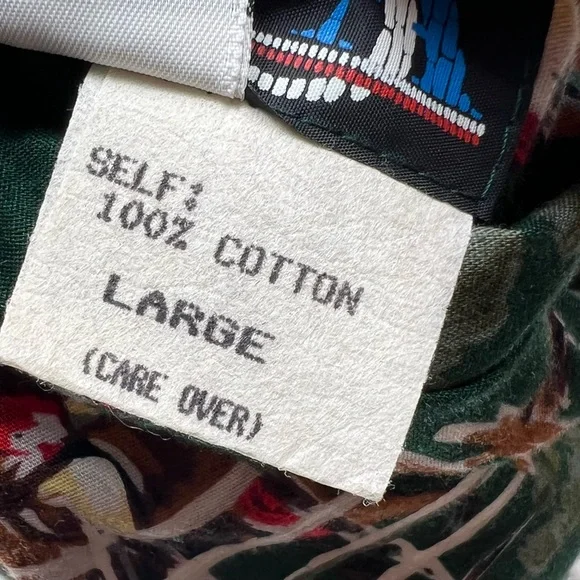 SELF:
100% COTTON
LARGE
(CARE OVER)